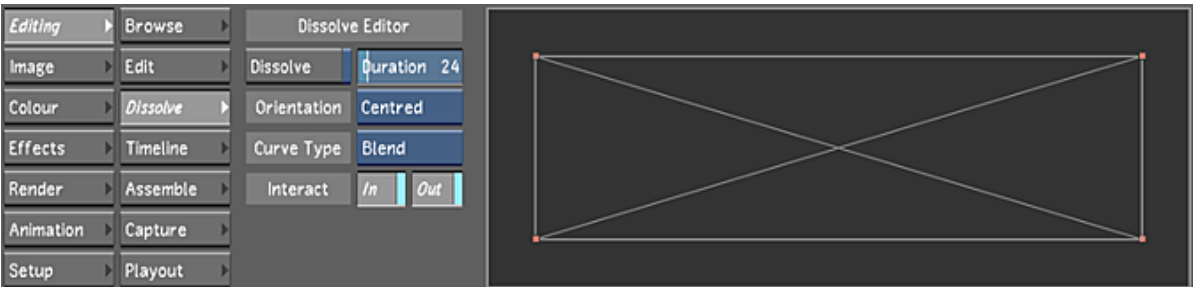 Editing Browse Dissolve Editor
Image Edit Dissolve Duration 24
Colour Dissolve Orientation Centred
Effects Timeline Curve Type Blend
Render Assemble Interact In Out
Animation Capture
Setup Playout